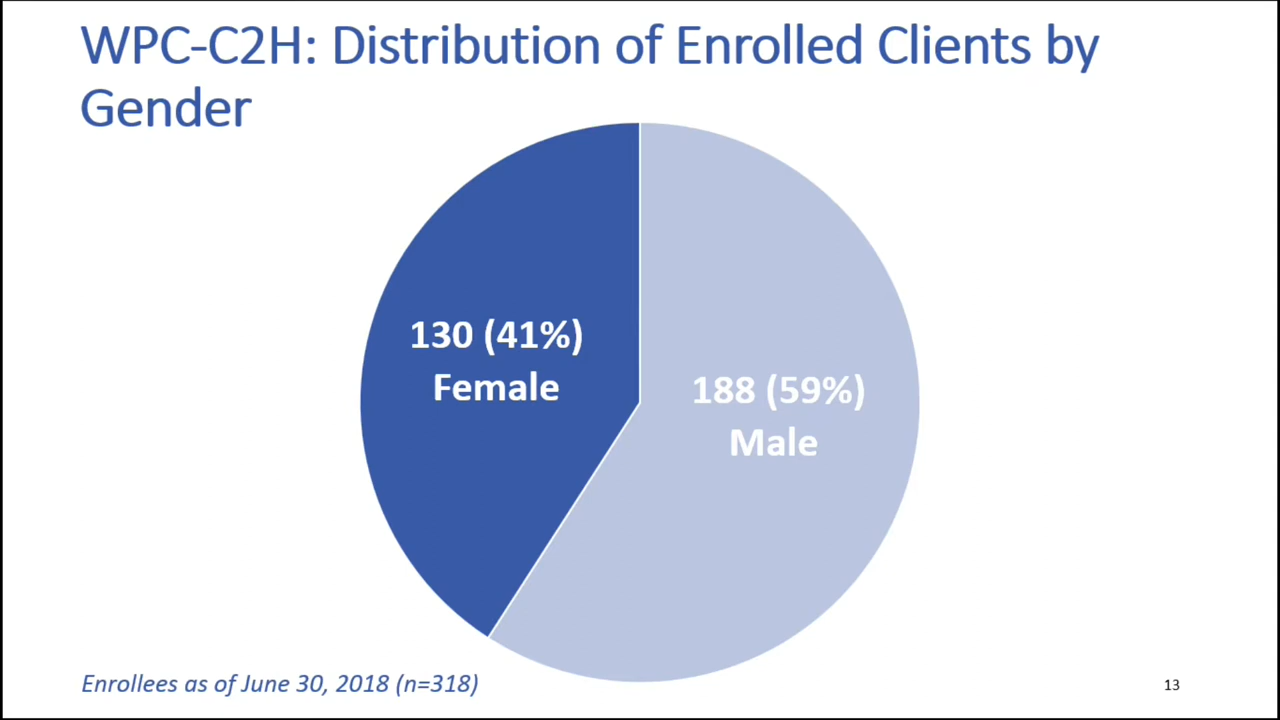 WPC-C2H: Distribution of Enrolled Clients by
Gender
130 (41%)
Female
188 (59%)
Male
Enrollees as of June 30, 2018 (n=318)
13